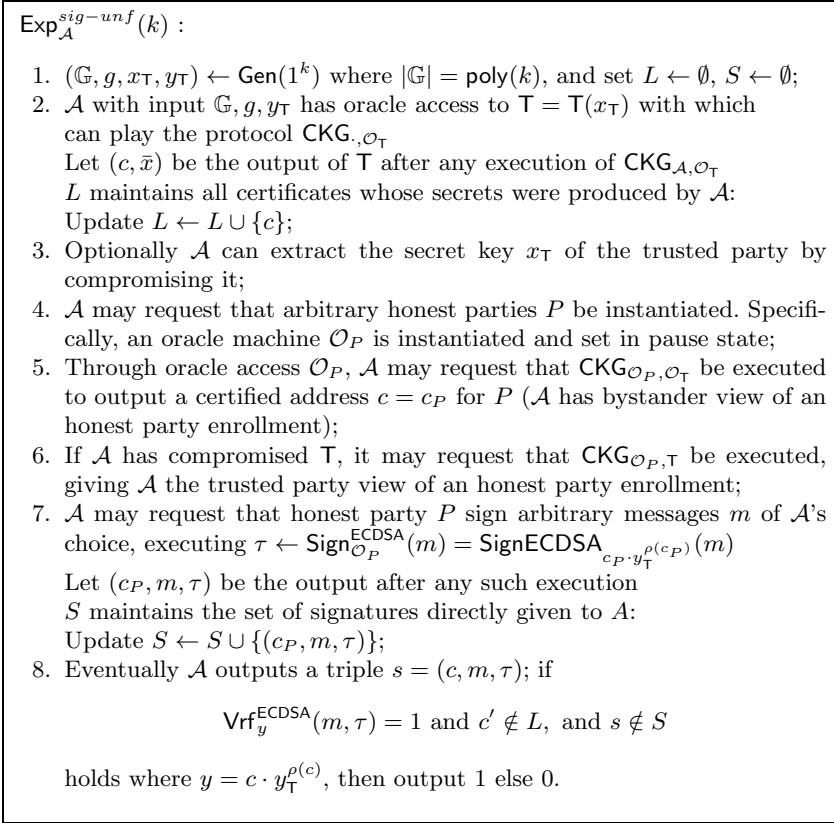 Exp_𝒜^{sig−unf}(k) :
1. (𝔾, g, x_T, y_T) ← Gen(1^k) where |𝔾| = poly(k), and set L ← ∅, S ← ∅;
2. 𝒜 with input 𝔾, g, y_T has oracle access to T = T(x_T) with which
can play the protocol CKG_{·,𝒪_T}
Let (c, x̄) be the output of T after any execution of CKG_{𝒜,𝒪_T}
L maintains all certificates whose secrets were produced by 𝒜:
Update L ← L ∪ {c};
3. Optionally 𝒜 can extract the secret key x_T of the trusted party by
compromising it;
4. 𝒜 may request that arbitrary honest parties P be instantiated. Specifi-
cally, an oracle machine 𝒪_P is instantiated and set in pause state;
5. Through oracle access 𝒪_P, 𝒜 may request that CKG_{𝒪_P,𝒪_T} be executed
to output a certified address c = c_P for P (𝒜 has bystander view of an
honest party enrollment);
6. If 𝒜 has compromised T, it may request that CKG_{𝒪_P,T} be executed,
giving 𝒜 the trusted party view of an honest party enrollment;
7. 𝒜 may request that honest party P sign arbitrary messages m of 𝒜's
choice, executing τ ← Sign_{𝒪_P}^{ECDSA}(m) = SignECDSA_{c_P·y_T^{ρ(c_P)}}(m)
Let (c_P, m, τ) be the output after any such execution
S maintains the set of signatures directly given to A:
Update S ← S ∪ {(c_P, m, τ)};
8. Eventually 𝒜 outputs a triple s = (c, m, τ); if
Vrf_y^{ECDSA}(m, τ) = 1 and c′ ∉ L, and s ∉ S
holds where y = c · y_T^{ρ(c)}, then output 1 else 0.